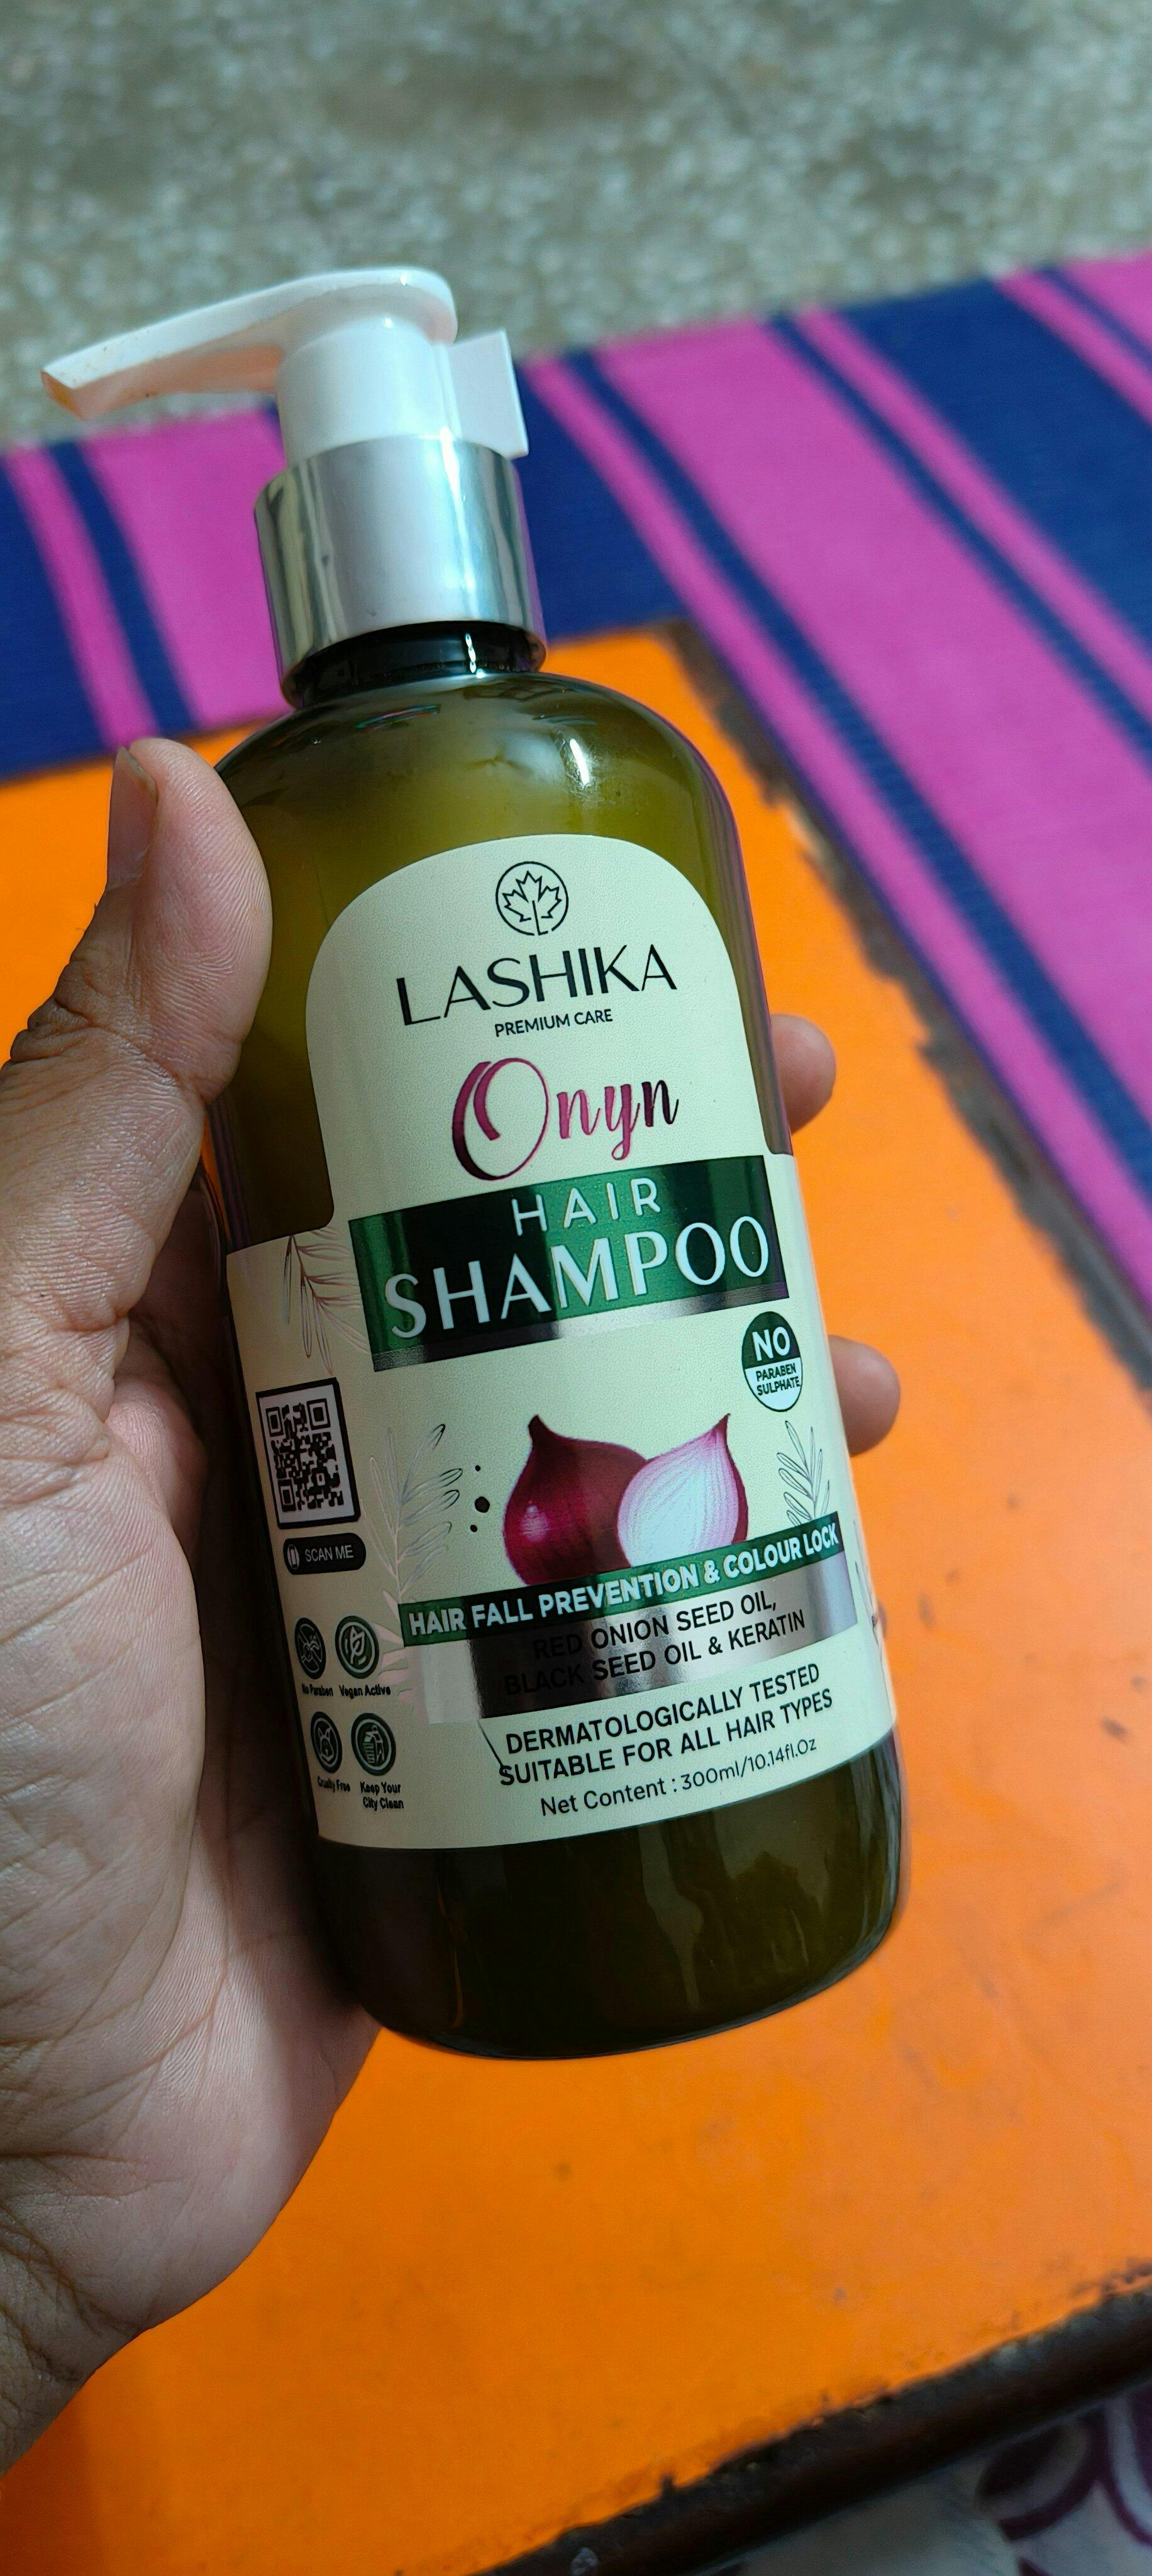 LASHIKA
PREMIUM CARE
Onyn
HAIR
SHAMPOO
NO
PARABEN
SULPHATE
SCAN ME
HAIR FALL PREVENTION & COLOUR LOCK
RED ONION SEED OIL,
BLACK SEED OIL & KERATIN
No Paraben
Vegan Active
Cruelty Free
Keep Your
City Clean
DERMATOLOGICALLY TESTED
SUITABLE FOR ALL HAIR TYPES
Net Content : 300ml/10.14fl.Oz